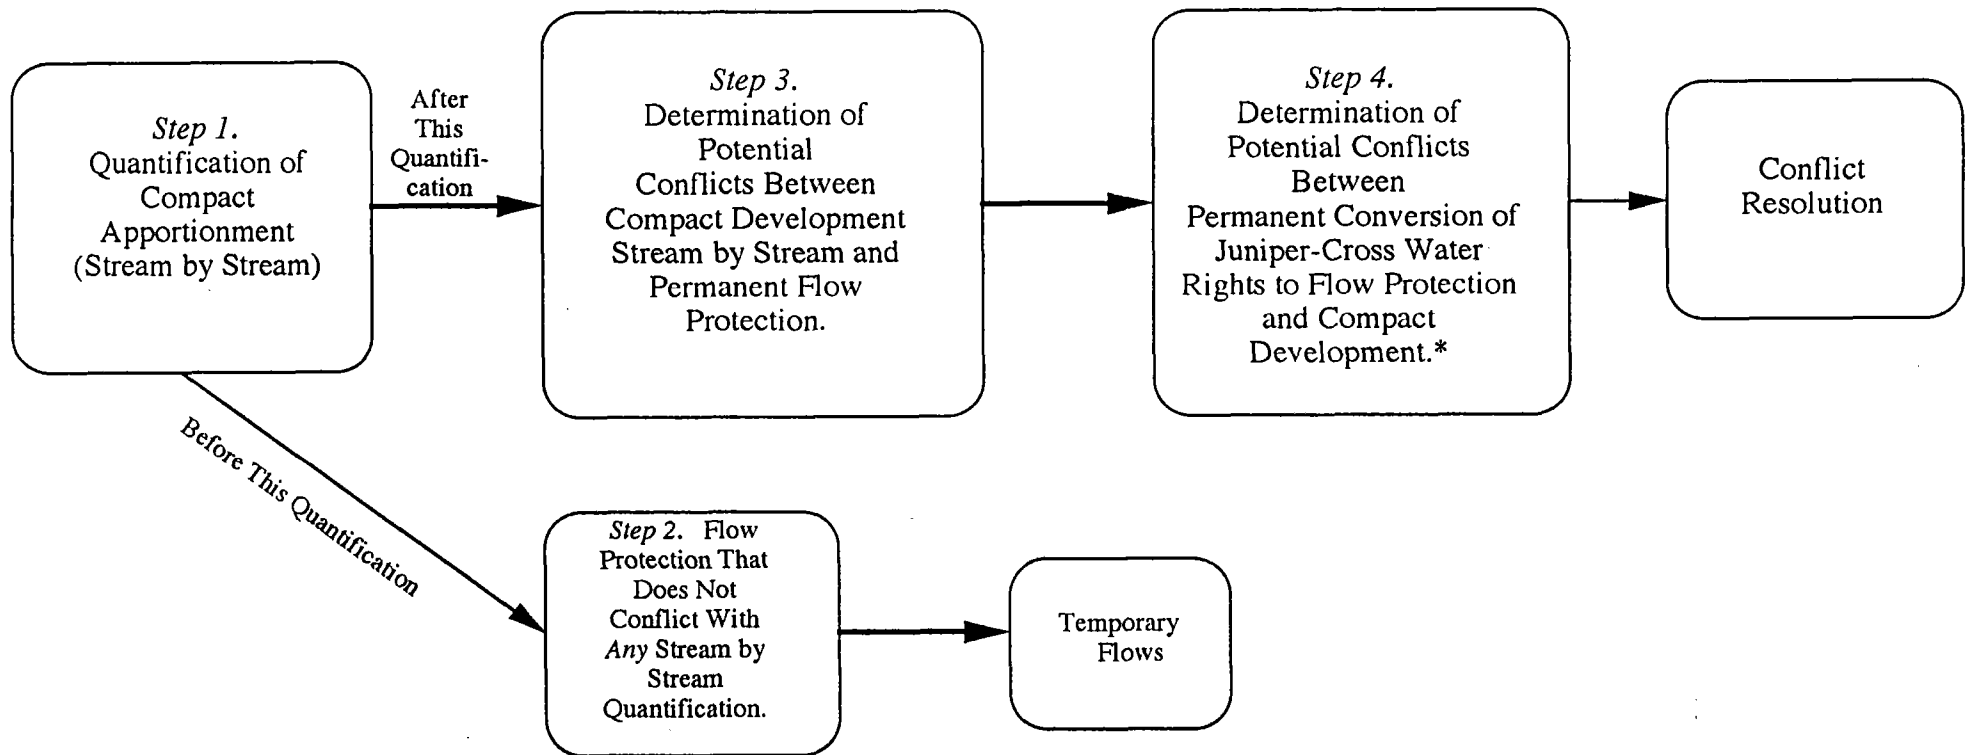 Step 1.
Quantification of
Compact
Apportionment
(Stream by Stream)
After
This
Quantifi-
cation
Step 3.
Determination of
Potential
Conflicts Between
Compact Development
Stream by Stream and
Permanent Flow
Protection.
Step 4.
Determination of
Potential Conflicts
Between
Permanent Conversion of
Juniper-Cross Water
Rights to Flow Protection
and Compact
Development.*
Conflict
Resolution
Before This Quantification
Step 2. Flow
Protection That
Does Not
Conflict With
Any Stream by
Stream
Quantification.
Temporary
Flows